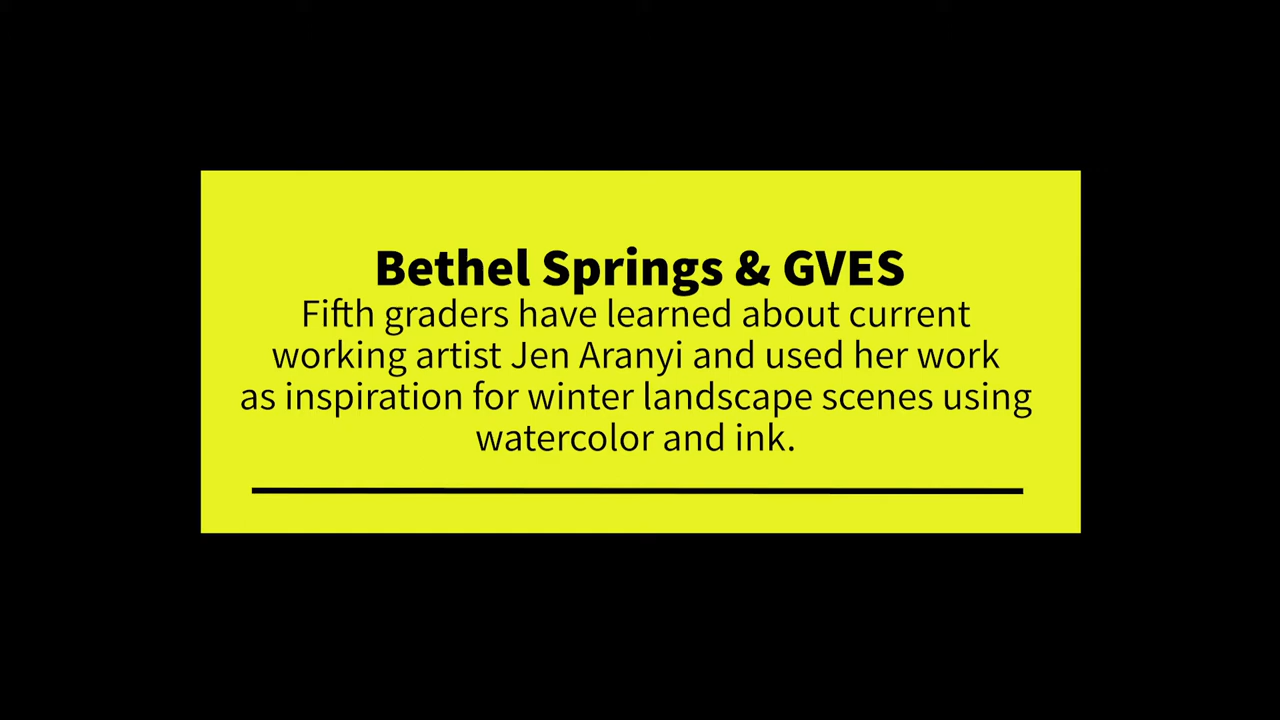 Bethel Springs & GVES
Fifth graders have learned about current
working artist Jen Aranyi and used her work
as inspiration for winter landscape scenes using
watercolor and ink.